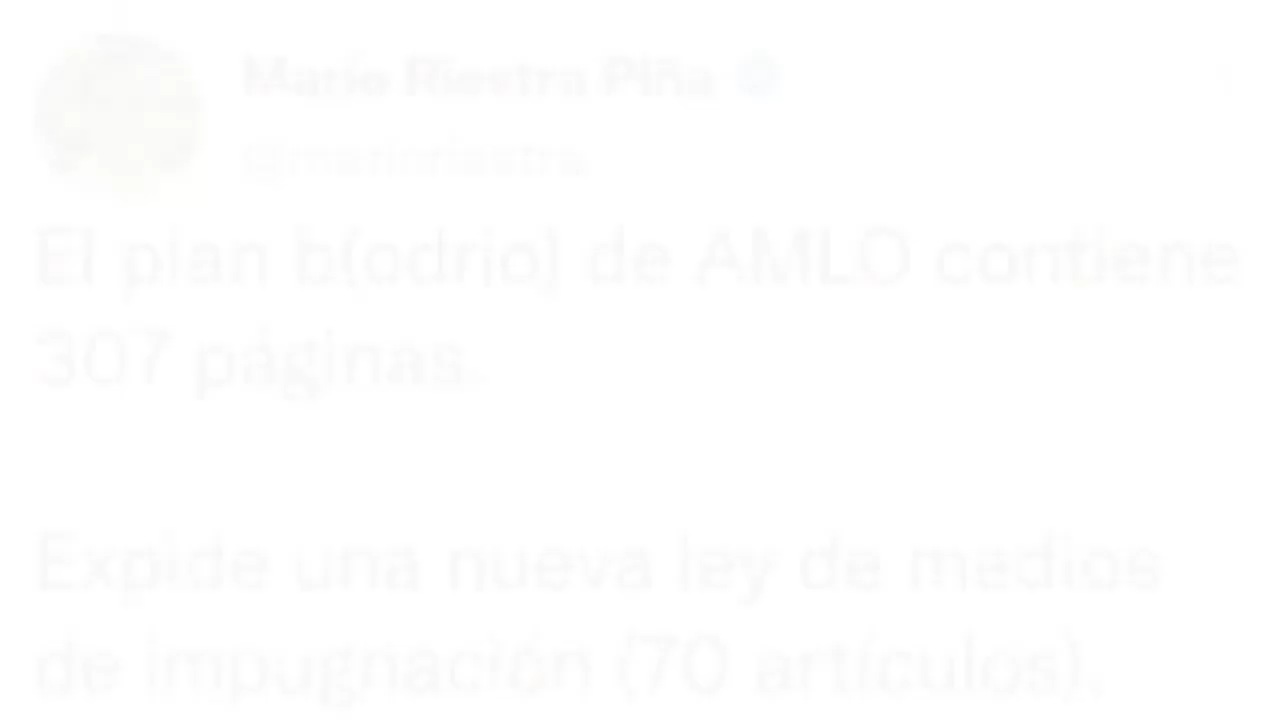 Mario Riestra Piña
@marioriestra
El plan b(odrio) de AMLO contiene
307 páginas.
Expide una nueva ley de medios
de impugnación (70 artículos).